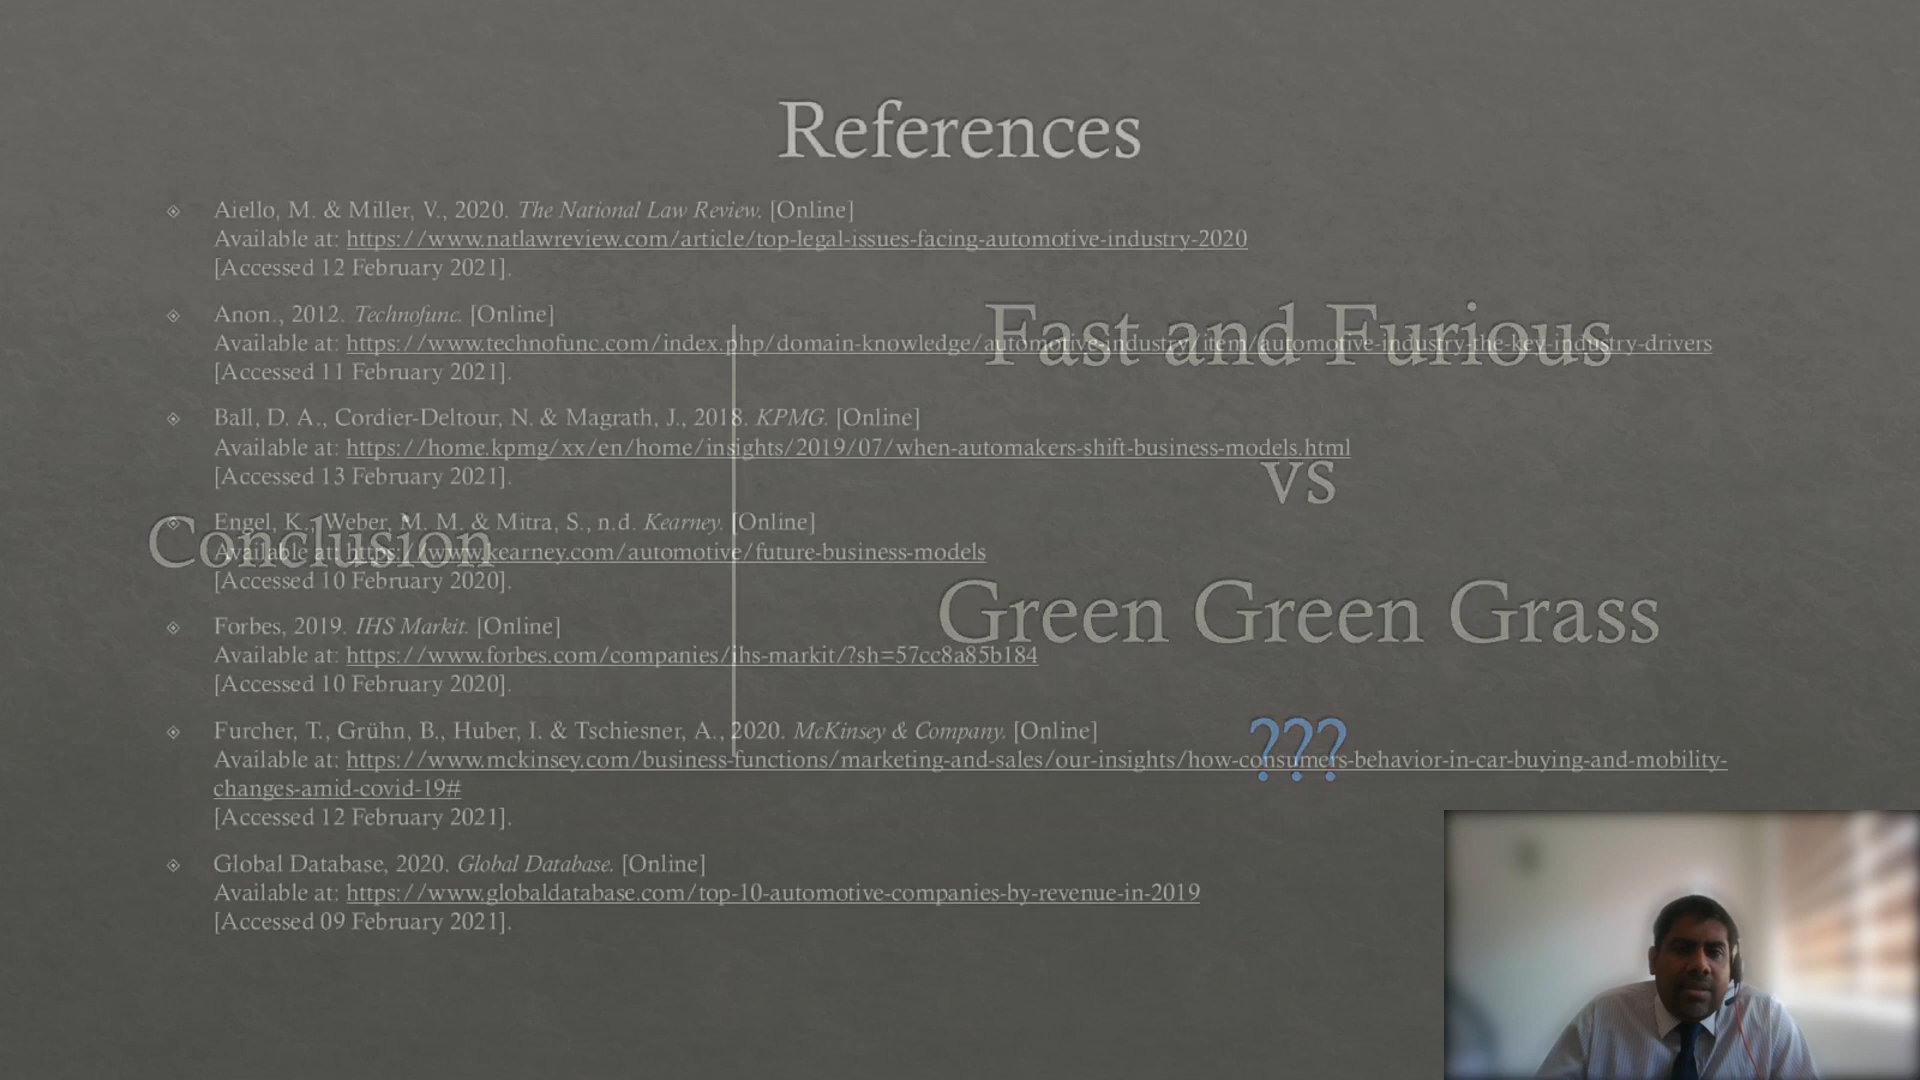 References
Aiello, M. & Miller, V., 2020. The National Law Review. [Online]
Available at: https://www.natlawreview.com/article/top-legal-issues-facing-automotive-industry-2020
[Accessed 12 February 2021].
Anon., 2012. Technofunc. [Online]
Available at: https://www.technofunc.com/index.php/domain-knowledge/automotive-industry/item/automotive-industry-the-key-industry-drivers
[Accessed 11 February 2021].
Ball, D. A., Cordier-Deltour, N. & Magrath, J., 2018. KPMG. [Online]
Available at: https://home.kpmg/xx/en/home/insights/2019/07/when-automakers-shift-business-models.html
[Accessed 13 February 2021].
Engel, K., Weber, M. M. & Mitra, S., n.d. Kearney. [Online]
Available at: https://www.kearney.com/automotive/future-business-models
[Accessed 10 February 2020].
Forbes, 2019. IHS Markit. [Online]
Available at: https://www.forbes.com/companies/ihs-markit/?sh=57cc8a85b184
[Accessed 10 February 2020].
Furcher, T., Grühn, B., Huber, I. & Tschiesner, A., 2020. McKinsey & Company. [Online]
Available at: https://www.mckinsey.com/business-functions/marketing-and-sales/our-insights/how-consumers-behavior-in-car-buying-and-mobility-
changes-amid-covid-19#
[Accessed 12 February 2021].
Global Database, 2020. Global Database. [Online]
Available at: https://www.globaldatabase.com/top-10-automotive-companies-by-revenue-in-2019
[Accessed 09 February 2021].
Conclusion
Fast and Furious
vs
Green Green Grass
???